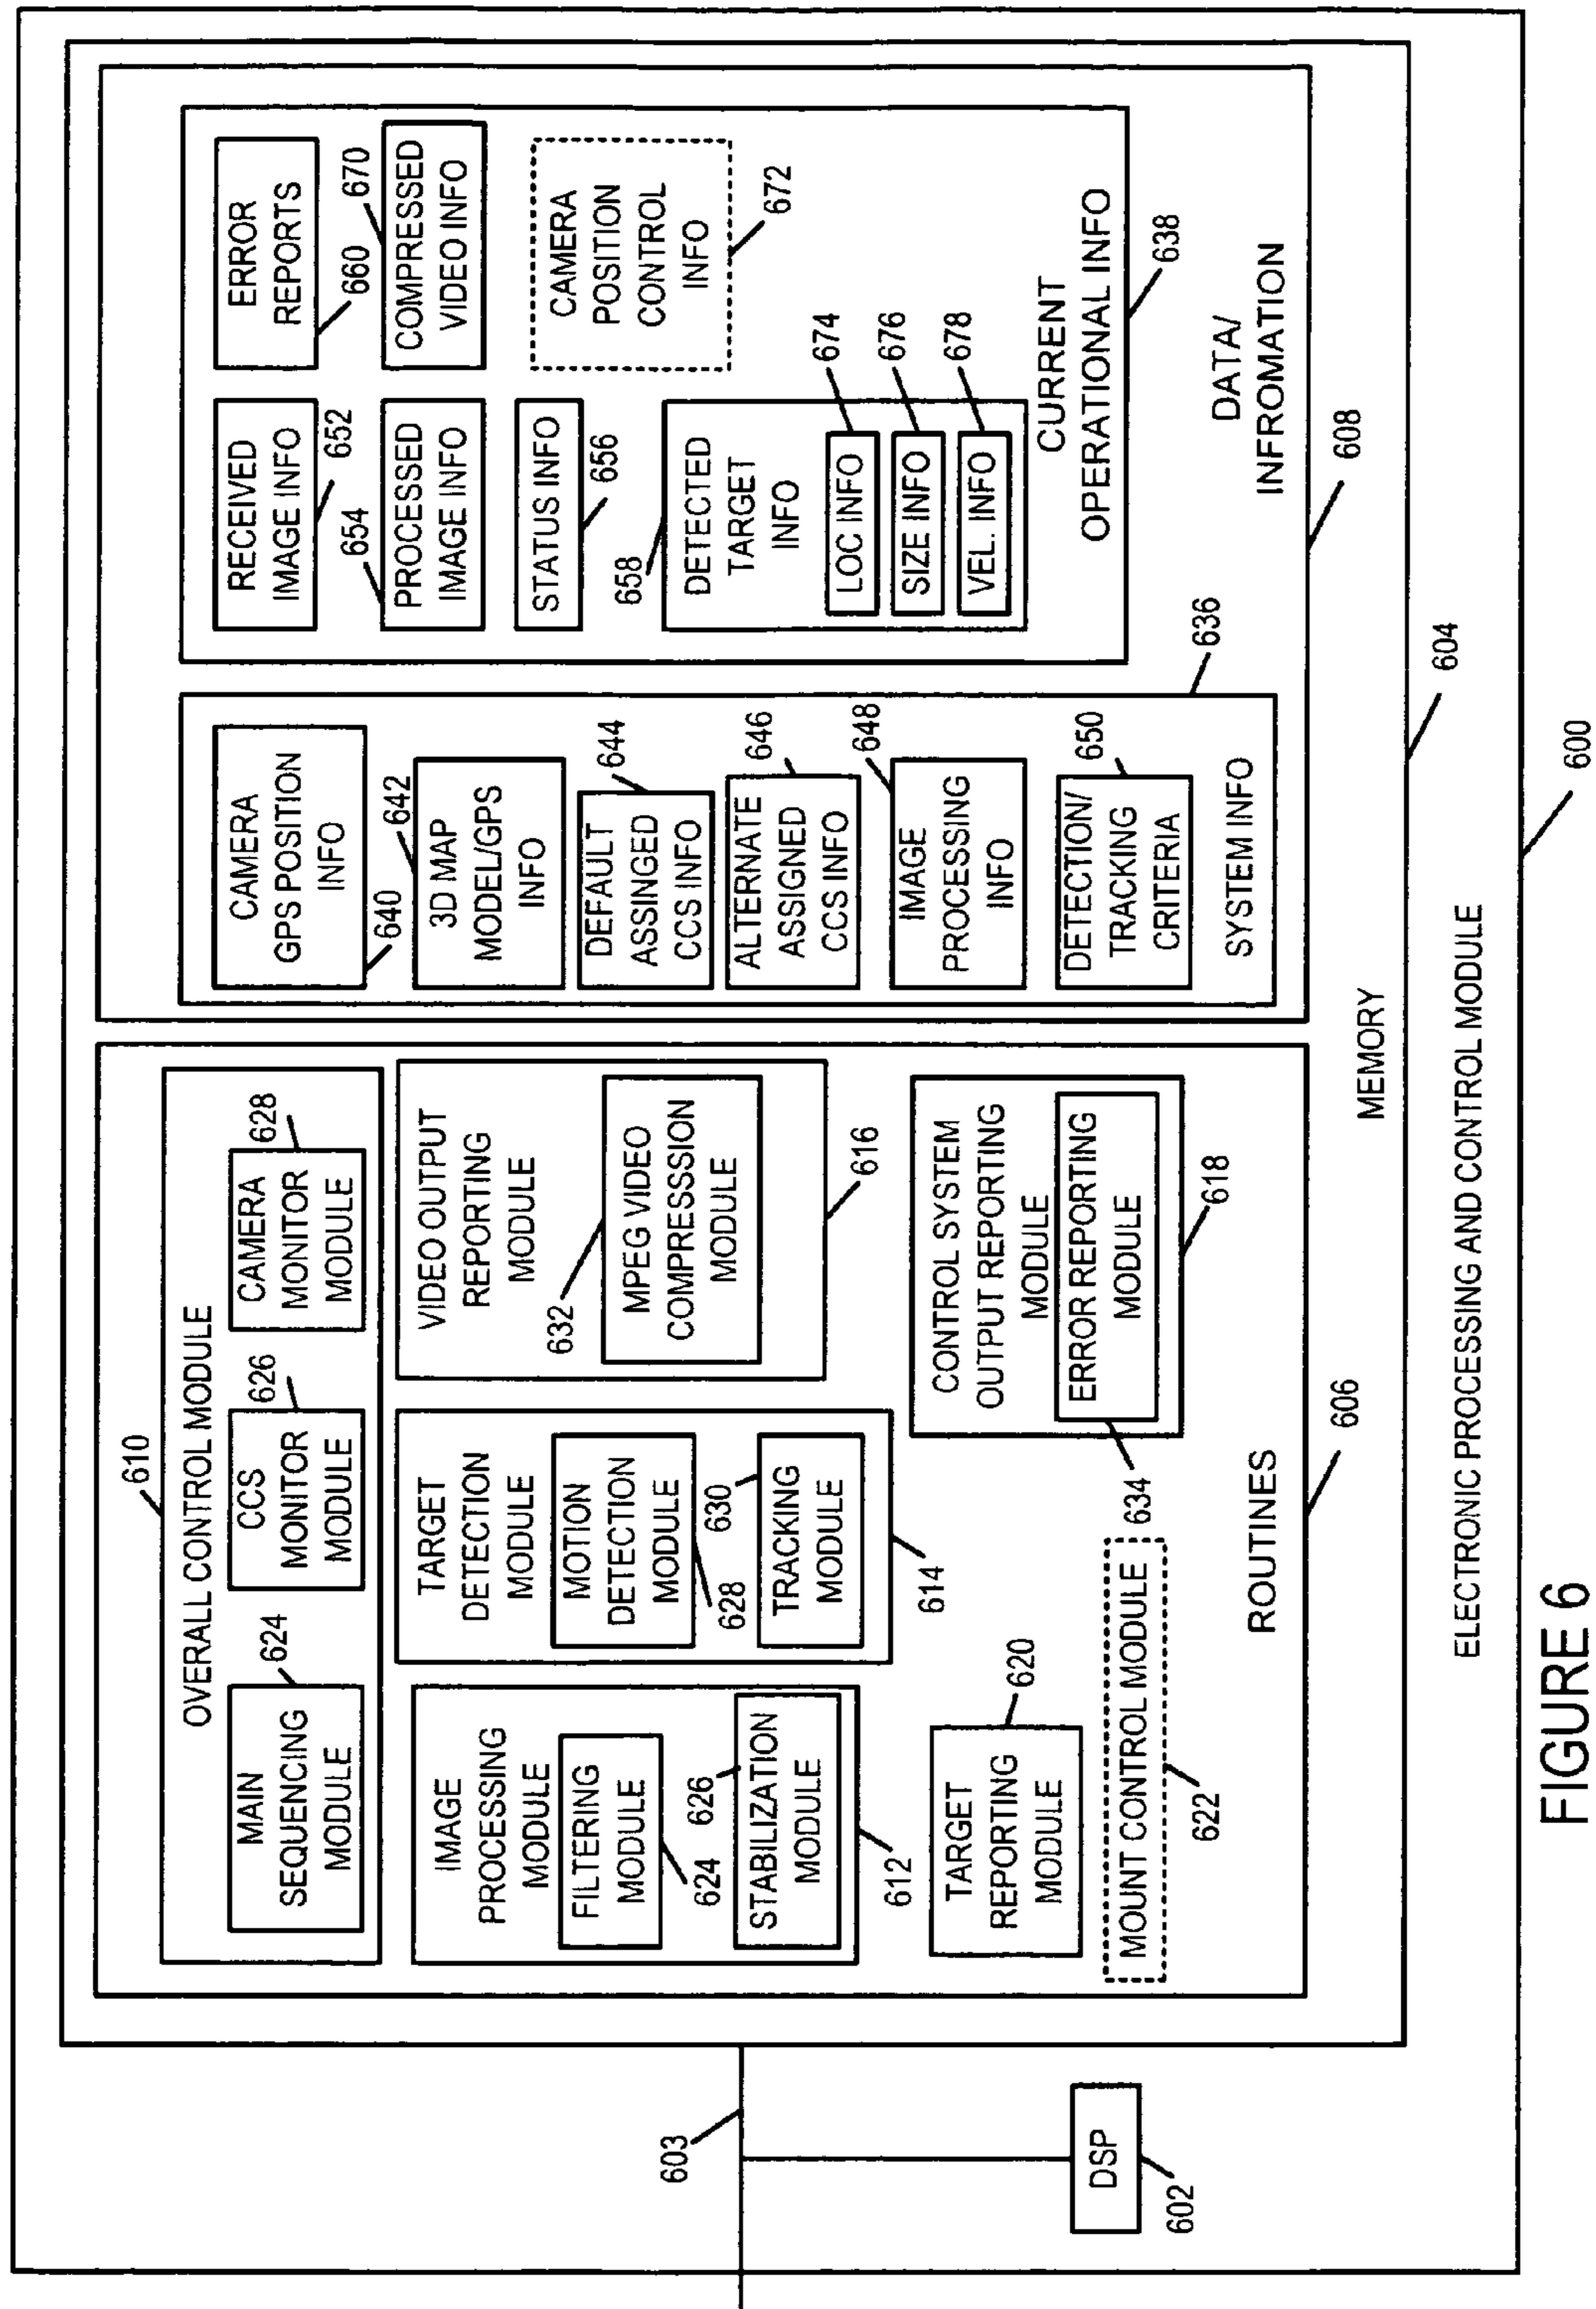 610
OVERALL CONTROL MODULE
624
MAIN
SEQUENCING
MODULE
626
CCS
MONITOR
MODULE
628
CAMERA
MONITOR
MODULE
IMAGE
PROCESSING
MODULE
FILTERING
MODULE
624
626
STABILIZATION
MODULE
612
TARGET
DETECTION
MODULE
MOTION
DETECTION
MODULE
628
630
TRACKING
MODULE
614
VIDEO OUTPUT
REPORTING
MODULE
632
MPEG VIDEO
COMPRESSSION
MODULE
616
TARGET
REPORTING
MODULE
620
MOUNT CONTROL MODULE
622
CONTROL SYSTEM
OUTPUT REPORTING
MODULE
ERROR REPORTING
MODULE
634
618
ROUTINES
606
CAMERA
GPS POSITION
INFO
640
642
3D MAP
MODEL/GPS
INFO
DEFAULT
ASSINGED
CCS INFO
644
ALTERNATE
ASSIGNED
CCS INFO
646
648
IMAGE
PROCESSING
INFO
650
DETECTION/
TRACKING
CRITERIA
SYSTEM INFO
636
RECEIVED
IMAGE INFO
652
654
PROCESSED
IMAGE INFO
STATUS INFO
656
658
DETECTED
TARGET
INFO
LOC INFO
674
SIZE INFO
676
VEL. INFO
678
ERROR
REPORTS
660
670
COMPRESSED
VIDEO INFO
CAMERA
POSITION
CONTROL
INFO
672
CURRENT
OPERATIONAL INFO
638
DATA/
INFROMATION
608
MEMORY
604
603
DSP
602
ELECTRONIC PROCESSING AND CONTROL MODULE
600
FIGURE 6